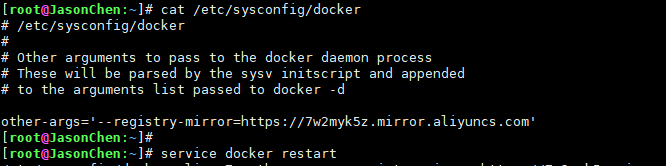 [root@JasonChen:~]# cat /etc/sysconfig/docker
# /etc/sysconfig/docker
#
# Other arguments to pass to the docker daemon process
# These will be parsed by the sysv initscript and appended
# to the arguments list passed to docker -d
other-args='--registry-mirror=https://7w2myk5z.mirror.aliyuncs.com'
[root@JasonChen:~]#
[root@JasonChen:~]# service docker restart